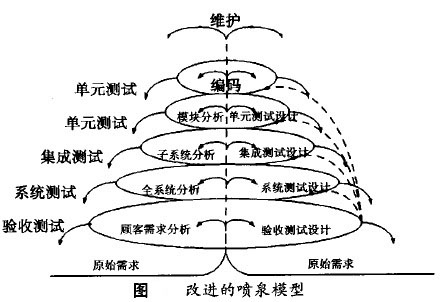 维护
单元测试 编码
单元测试 模块分析 单元测试设计
集成测试 子系统分析 集成测试设计
系统测试 全系统分析 系统测试设计
验收测试 顾客需求分析 验收测试设计
原始需求 原始需求
图 改进的喷泉模型